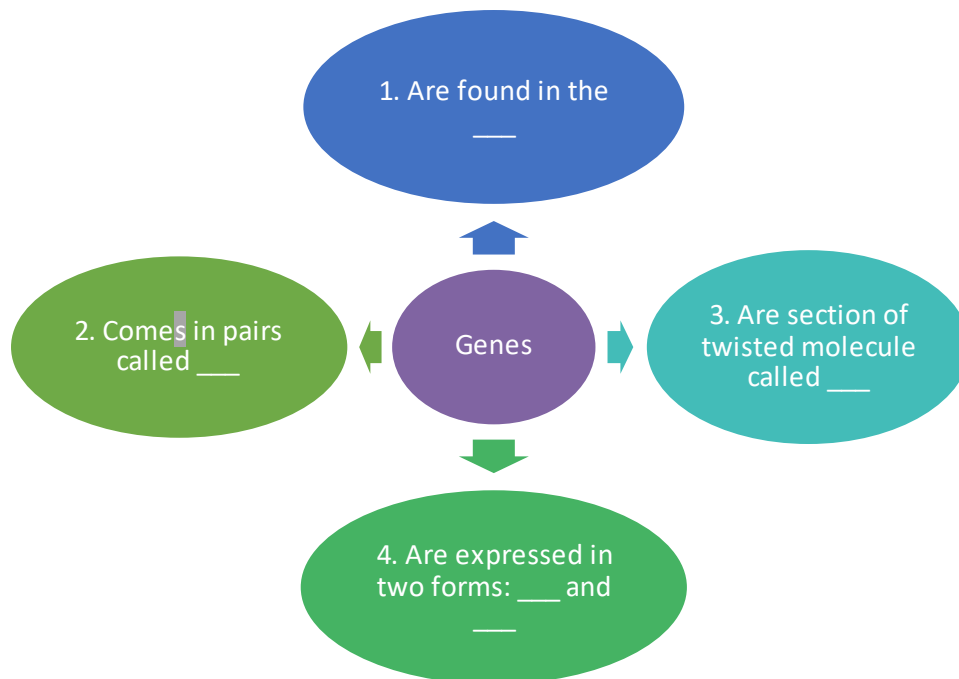 1. Are found in the
___
2. Comes in pairs
called ___
Genes
3. Are section of
twisted molecule
called ___
4. Are expressed in
two forms: ___ and
___